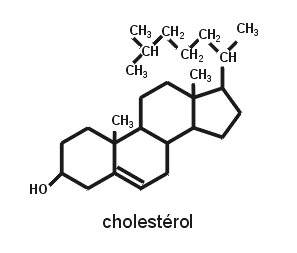 CH₃ CH₂ CH₂ CH₃
CH CH₂ CH
CH₃ CH₃
CH₃
HO
cholestérol